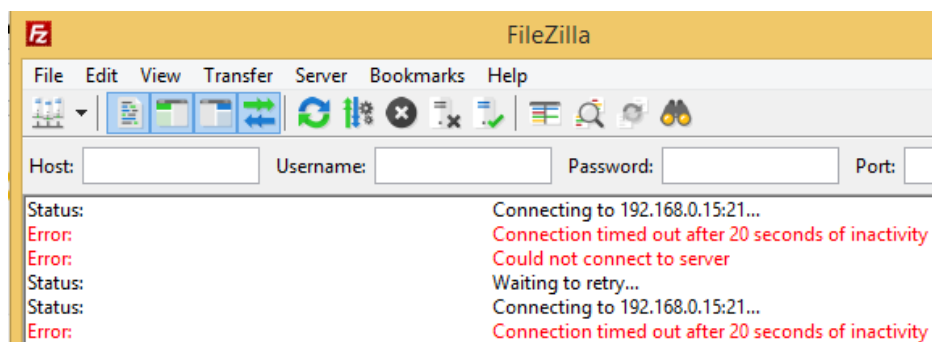 FileZilla
File Edit View Transfer Server Bookmarks Help
Host: Username: Password: Port:
Status: Connecting to 192.168.0.15:21...
Error: Connection timed out after 20 seconds of inactivity
Error: Could not connect to server
Status: Waiting to retry...
Status: Connecting to 192.168.0.15:21...
Error: Connection timed out after 20 seconds of inactivity